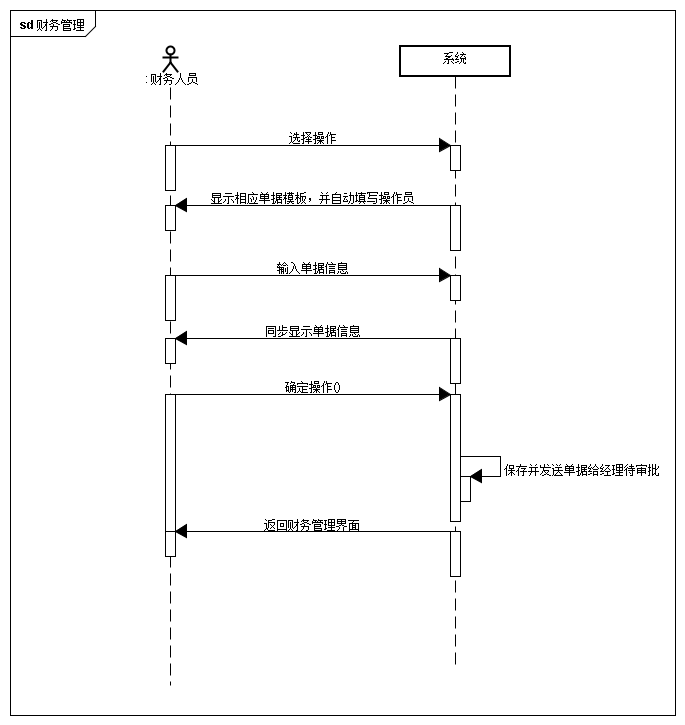 sd 财务管理
系统
: 财务人员
选择操作
显示相应单据模板，并自动填写操作员
输入单据信息
同步显示单据信息
确定操作()
保存并发送单据给经理待审批
返回财务管理界面